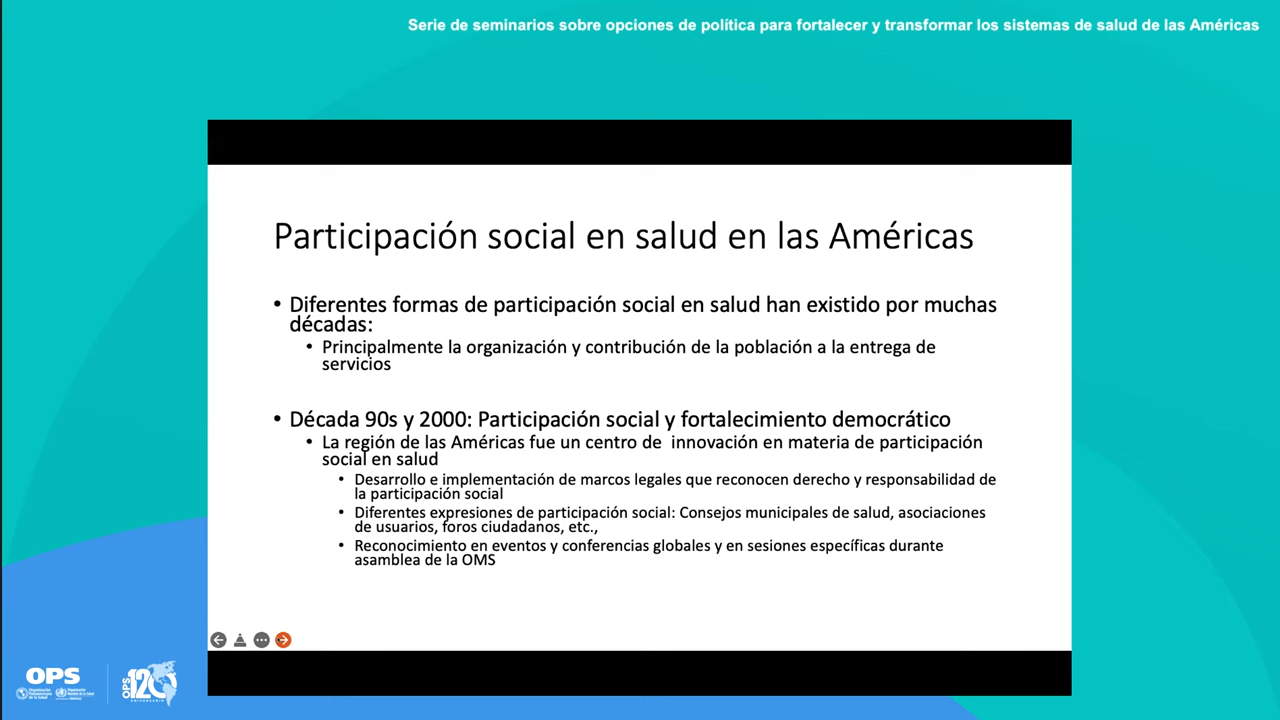 Serie de seminarios sobre opciones de política para fortalecer y transformar los sistemas de salud de las Américas
Participación social en salud en las Américas
• Diferentes formas de participación social en salud han existido por muchas
décadas:
• Principalmente la organización y contribución de la población a la entrega de
servicios
• Década 90s y 2000: Participación social y fortalecimiento democrático
• La región de las Américas fue un centro de  innovación en materia de participación
social en salud
• Desarrollo e implementación de marcos legales que reconocen derecho y responsabilidad de
la participación social
• Diferentes expresiones de participación social: Consejos municipales de salud, asociaciones
de usuarios, foros ciudadanos, etc.,
• Reconocimiento en eventos y conferencias globales y en sesiones específicas durante
asamblea de la OMS
OPS
OPS 120
ANIVERSARIO